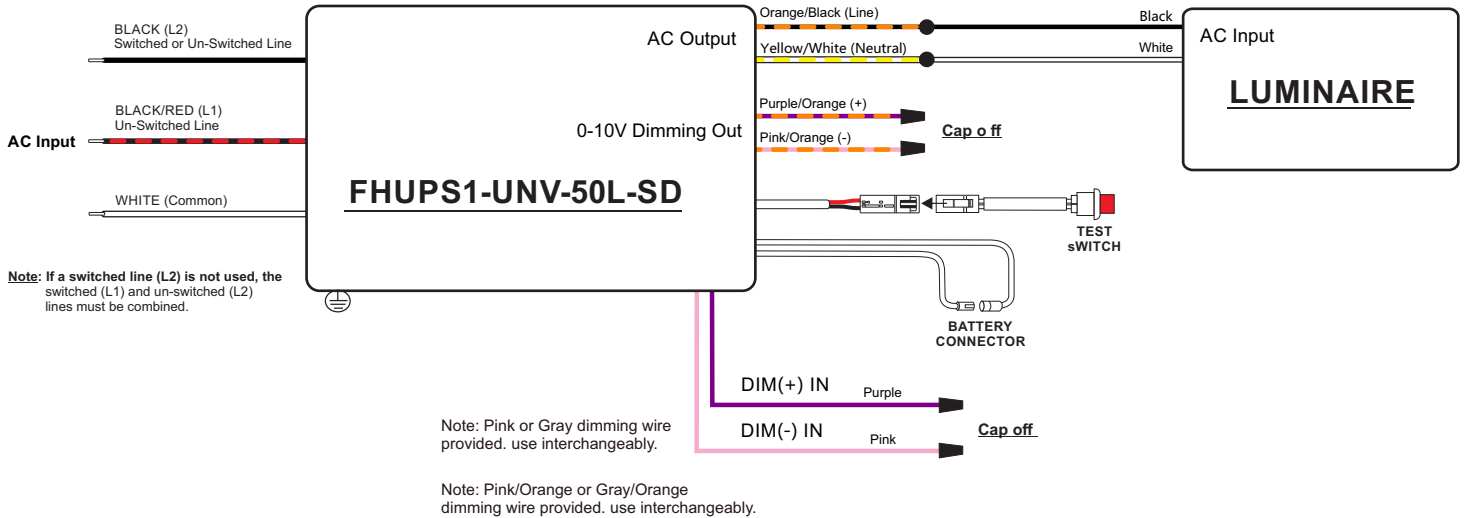 BLACK (L2)
Switched or Un-Switched Line
BLACK/RED (L1)
Un-Switched Line
AC Input
WHITE (Common)
Note: If a switched line (L2) is not used, the
switched (L1) and un-switched (L2)
lines must be combined.
AC Output
0-10V Dimming Out
FHUPS1-UNV-50L-SD
Orange/Black (Line)
Yellow/White (Neutral)
Black
White
AC Input
LUMINAIRE
Purple/Orange (+)
Pink/Orange (-)
Cap o ff
TEST
sWITCH
BATTERY
CONNECTOR
DIM(+) IN
Purple
DIM(-) IN
Pink
Cap off
Note: Pink or Gray dimming wire
provided. use interchangeably.
Note: Pink/Orange or Gray/Orange
dimming wire provided. use interchangeably.